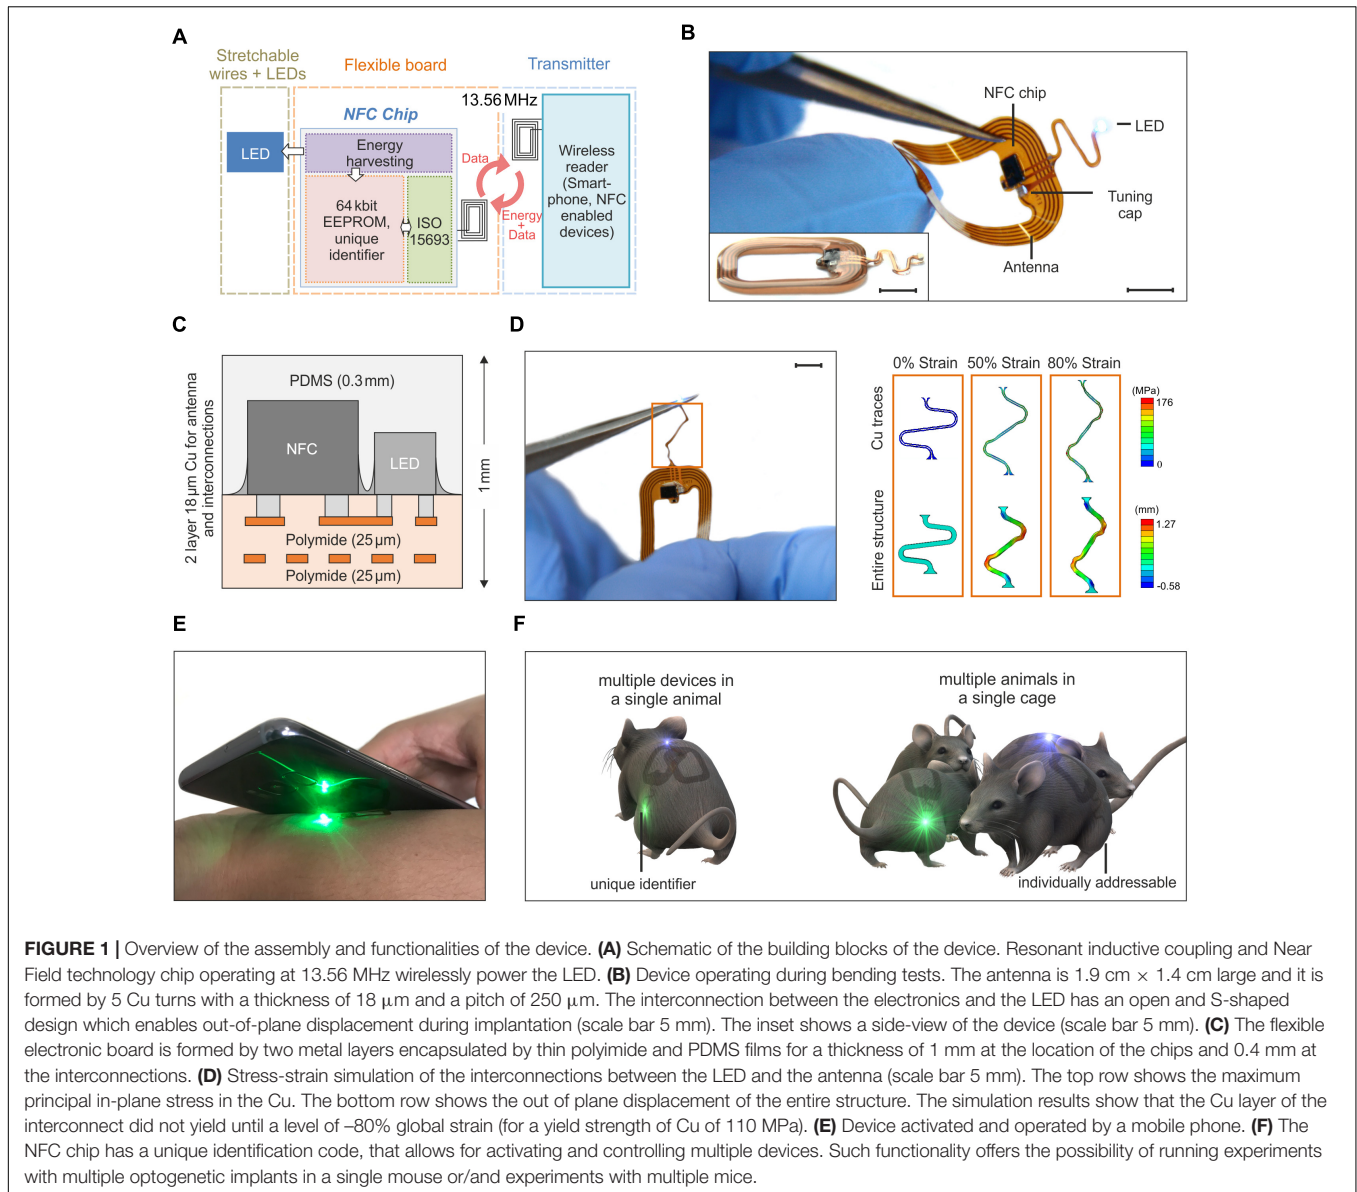 A
Stretchable
wires + LEDs
Flexible board
Transmitter
13.56 MHz
NFC Chip
LED
Energy
harvesting
Data
64 kbit
EEPROM,
unique
identifier
ISO
15693
Energy
+
Data
Wireless
reader
(Smart-
phone, NFC
enabled
devices)
B
NFC chip
LED
Tuning
cap
Antenna
C
2 layer 18 µm Cu for antenna
and interconnections
PDMS (0.3 mm)
NFC
LED
1 mm
Polymide (25 µm)
Polymide (25 µm)
D
0% Strain
50% Strain
80% Strain
Cu traces
(MPa)
176
0
Entire structure
(mm)
1.27
-0.58
E
F
multiple devices in
a single animal
unique identifier
multiple animals in
a single cage
individually addressable
FIGURE 1 | Overview of the assembly and functionalities of the device. (A) Schematic of the building blocks of the device. Resonant inductive coupling and Near
Field technology chip operating at 13.56 MHz wirelessly power the LED. (B) Device operating during bending tests. The antenna is 1.9 cm × 1.4 cm large and it is
formed by 5 Cu turns with a thickness of 18 µm and a pitch of 250 µm. The interconnection between the electronics and the LED has an open and S-shaped
design which enables out-of-plane displacement during implantation (scale bar 5 mm). The inset shows a side-view of the device (scale bar 5 mm). (C) The flexible
electronic board is formed by two metal layers encapsulated by thin polyimide and PDMS films for a thickness of 1 mm at the location of the chips and 0.4 mm at
the interconnections. (D) Stress-strain simulation of the interconnections between the LED and the antenna (scale bar 5 mm). The top row shows the maximum
principal in-plane stress in the Cu. The bottom row shows the out of plane displacement of the entire structure. The simulation results show that the Cu layer of the
interconnect did not yield until a level of –80% global strain (for a yield strength of Cu of 110 MPa). (E) Device activated and operated by a mobile phone. (F) The
NFC chip has a unique identification code, that allows for activating and controlling multiple devices. Such functionality offers the possibility of running experiments
with multiple optogenetic implants in a single mouse or/and experiments with multiple mice.